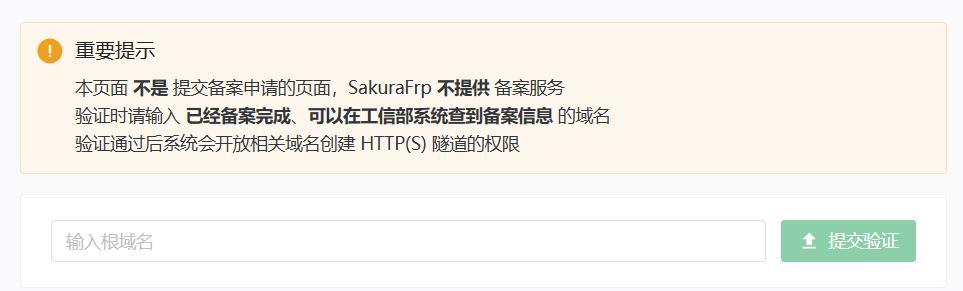 重要提示
本页面 不是 提交备案申请的页面，SakuraFrp 不提供 备案服务
验证时请输入 已经备案完成、可以在工信部系统查到备案信息 的域名
验证通过后系统会开放相关域名创建 HTTP(S) 隧道的权限
输入根域名
提交验证